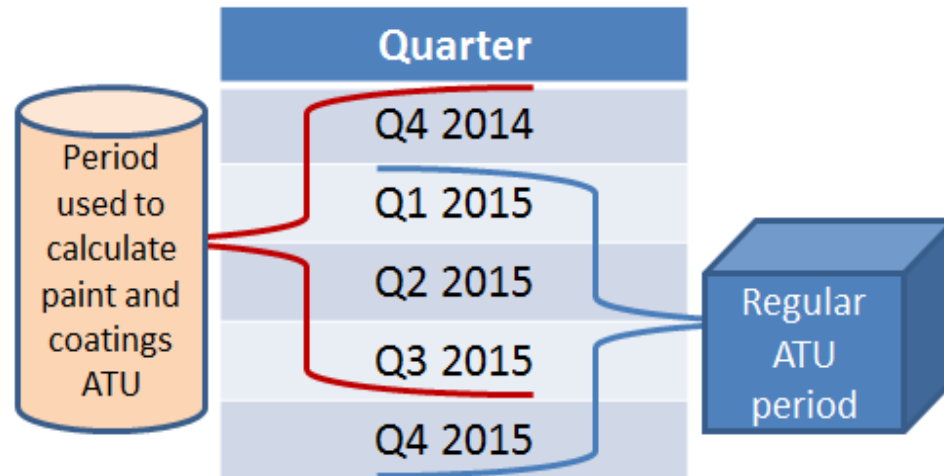 Quarter
Q4 2014
Q1 2015
Q2 2015
Q3 2015
Q4 2015
Period
used to
calculate
paint and
coatings
ATU
Regular
ATU
period